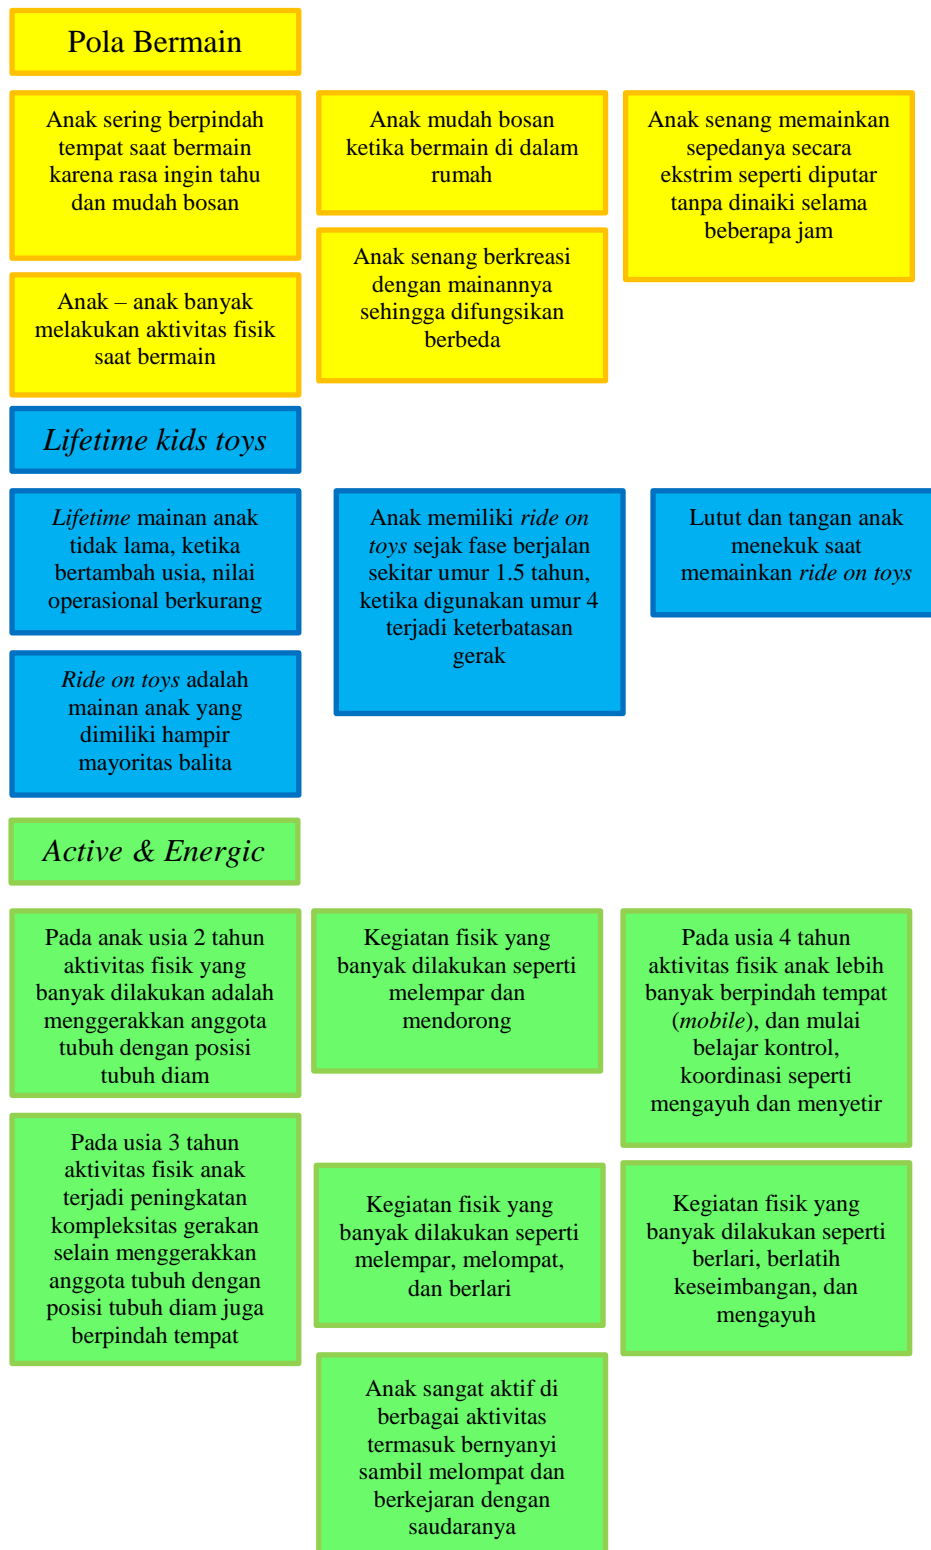 Pola Bermain
Anak sering berpindah
tempat saat bermain
karena rasa ingin tahu
dan mudah bosan
Anak mudah bosan
ketika bermain di dalam
rumah
Anak senang memainkan
sepedanya secara
ekstrim seperti diputar
tanpa dinaiki selama
beberapa jam
Anak – anak banyak
melakukan aktivitas fisik
saat bermain
Anak senang berkreasi
dengan mainannya
sehingga difungsikan
berbeda
Lifetime kids toys
Lifetime mainan anak
tidak lama, ketika
bertambah usia, nilai
operasional berkurang
Anak memiliki ride on
toys sejak fase berjalan
sekitar umur 1.5 tahun,
ketika digunakan umur 4
terjadi keterbatasan
gerak
Lutut dan tangan anak
menekuk saat
memainkan ride on toys
Ride on toys adalah
mainan anak yang
dimiliki hampir
mayoritas balita
Active & Energic
Pada anak usia 2 tahun
aktivitas fisik yang
banyak dilakukan adalah
menggerakkan anggota
tubuh dengan posisi
tubuh diam
Kegiatan fisik yang
banyak dilakukan seperti
melempar dan
mendorong
Pada usia 4 tahun
aktivitas fisik anak lebih
banyak berpindah tempat
(mobile), dan mulai
belajar kontrol,
koordinasi seperti
mengayuh dan menyetir
Pada usia 3 tahun
aktivitas fisik anak
terjadi peningkatan
kompleksitas gerakan
selain menggerakkan
anggota tubuh dengan
posisi tubuh diam juga
berpindah tempat
Kegiatan fisik yang
banyak dilakukan seperti
melempar, melompat,
dan berlari
Kegiatan fisik yang
banyak dilakukan seperti
berlari, berlatih
keseimbangan, dan
mengayuh
Anak sangat aktif di
berbagai aktivitas
termasuk bernyanyi
sambil melompat dan
berkejaran dengan
saudaranya